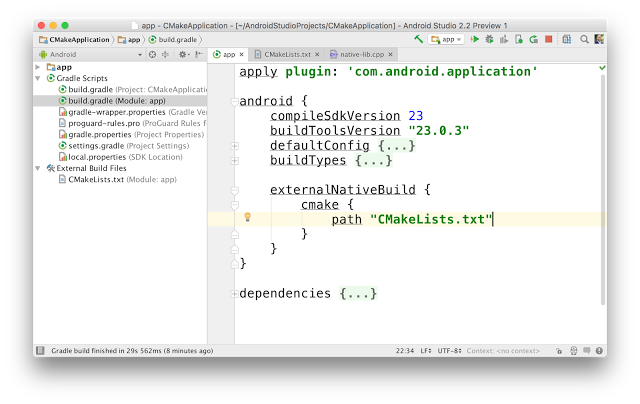 app - CMakeApplication - [~/AndroidStudioProjects/CMakeApplication] - Android Studio 2.2 Preview 1
CMakeApplication app build.gradle app
Android
app CMakeLists.txt native-lib.cpp
app
Gradle Scripts
build.gradle (Project: CMakeApplication
build.gradle (Module: app)
gradle-wrapper.properties (Gradle Ver
proguard-rules.pro (ProGuard Rules f
gradle.properties (Project Properties)
settings.gradle (Project Settings)
local.properties (SDK Location)
External Build Files
CMakeLists.txt (Module: app)
apply plugin: 'com.android.application'
android {
compileSdkVersion 23
buildToolsVersion "23.0.3"
defaultConfig {...}
buildTypes {...}
externalNativeBuild {
cmake {
path "CMakeLists.txt"
}
}
}
dependencies {...}
Gradle build finished in 29s 562ms (8 minutes ago)
22:34 LF UTF-8 Context: <no context>